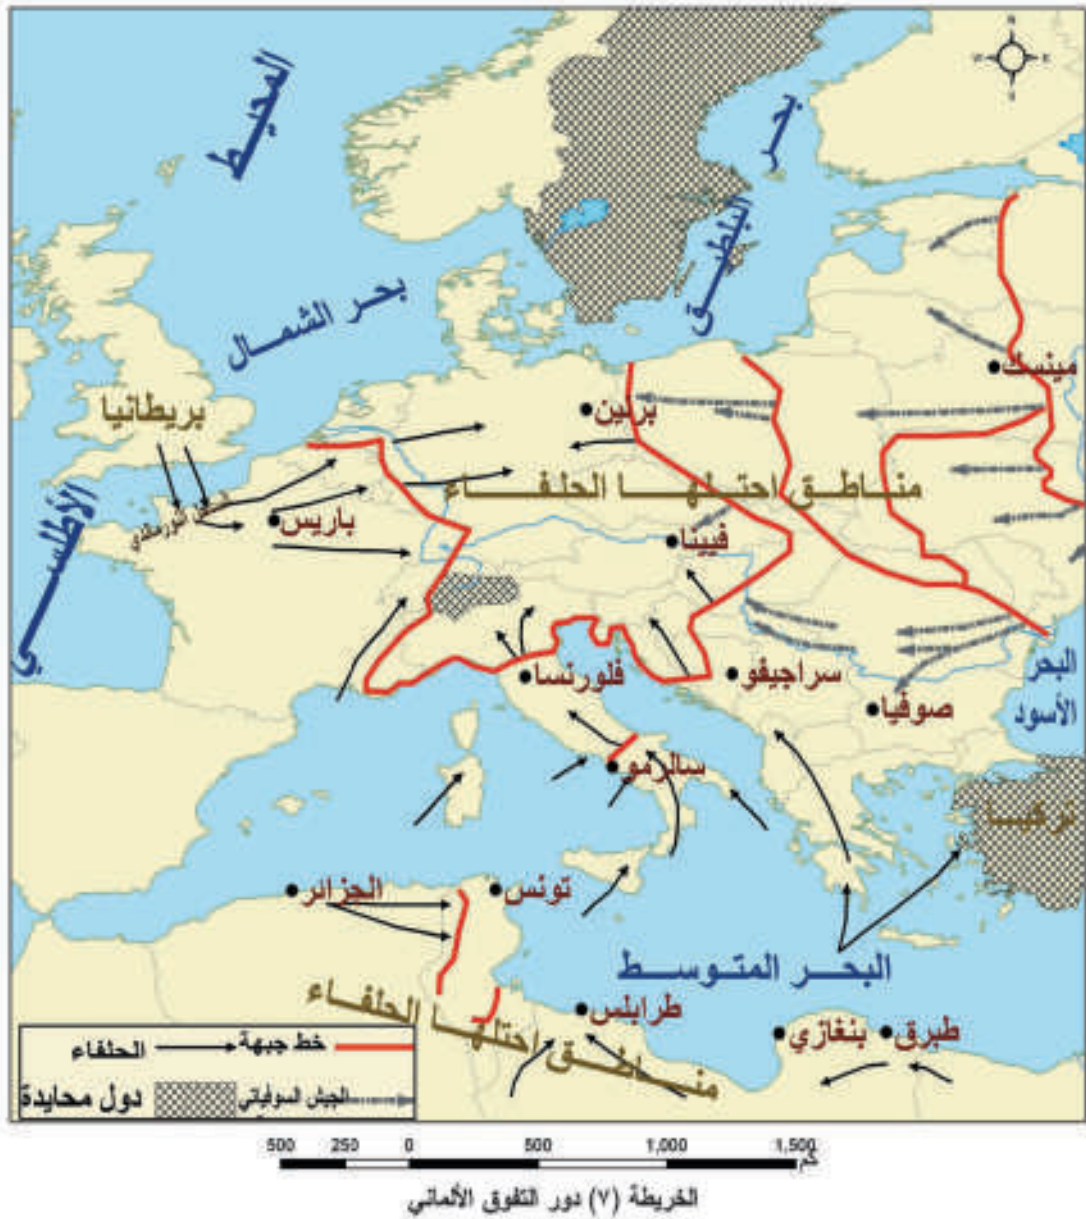 المحيط
الأطلسي
بحر
البلطيق
بحر الشمال
بريطانيا
مينسك
برلين
مناطق احتلها الحلفاء
باريس
فيينا
البحر
الأسود
سراجيفو
فلورنسا
صوفيا
سالرمو
تركيا
الجزائر
تونس
البحر المتوسط
طرابلس
بنغازي
طبرق
مناطق احتلها الحلفاء
خط جبهة
الحلفاء
الجيش السوفياتي
دول محايدة
N
E
S
W
500 250 0 500 1,000 1,500
كم
الخريطة (٧) دور التفوق الألماني